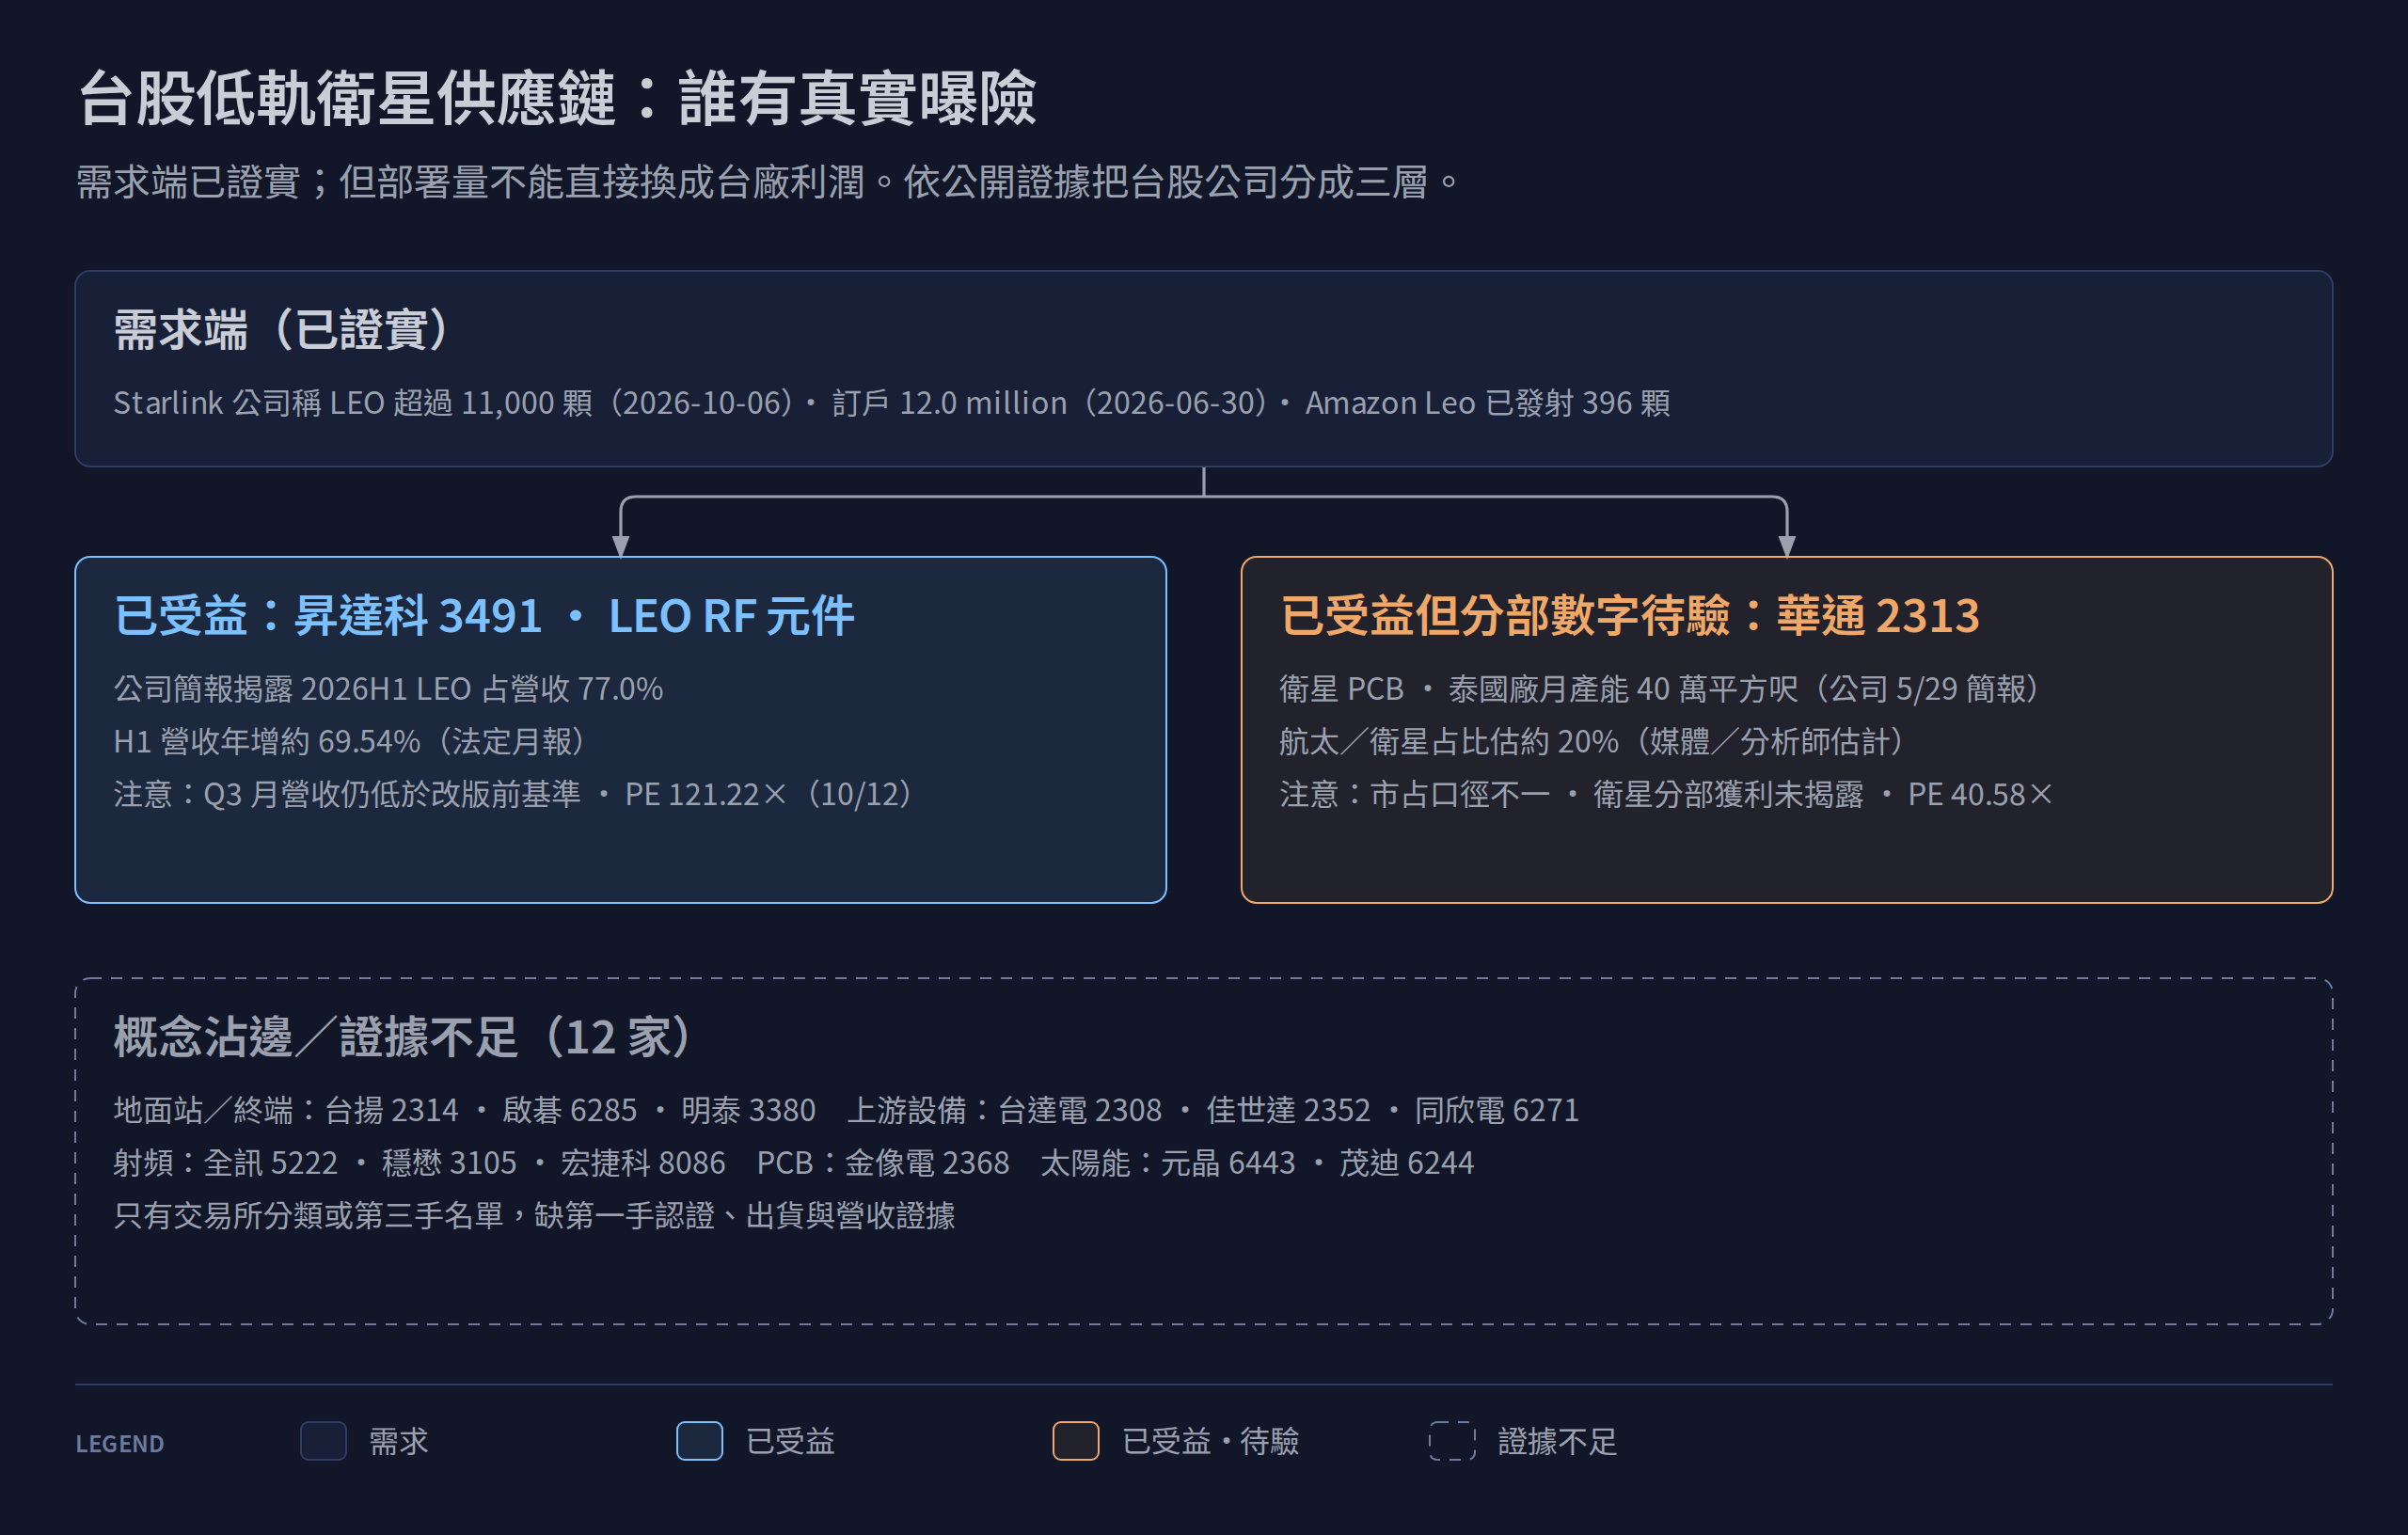 台股低軌衛星供應鏈：誰有真實曝險
需求端已證實；但部署量不能直接換成台廠利潤。依公開證據把台股公司分成三層。
需求端（已證實）
Starlink 公司稱 LEO 超過 11,000 顆（2026-10-06）· 訂戶 12.0 million（2026-06-30）· Amazon Leo 已發射 396 顆
已受益：昇達科 3491 · LEO RF 元件
公司簡報揭露 2026H1 LEO 占營收 77.0%
H1 營收年增約 69.54%（法定月報）
注意：Q3 月營收仍低於改版前基準 · PE 121.22×（10/12）
已受益但分部數字待驗：華通 2313
衛星 PCB · 泰國廠月產能 40 萬平方呎（公司 5/29 簡報）
航太／衛星占比估約 20%（媒體／分析師估計）
注意：市占口徑不一 · 衛星分部獲利未揭露 · PE 40.58×
概念沾邊／證據不足（12 家）
地面站／終端：台揚 2314 · 啟碁 6285 · 明泰 3380　上游設備：台達電 2308 · 佳世達 2352 · 同欣電 6271
射頻：全訊 5222 · 穩懋 3105 · 宏捷科 8086　PCB：金像電 2368　太陽能：元晶 6443 · 茂迪 6244
只有交易所分類或第三手名單，缺第一手認證、出貨與營收證據
LEGEND
需求
已受益
已受益·待驗
證據不足